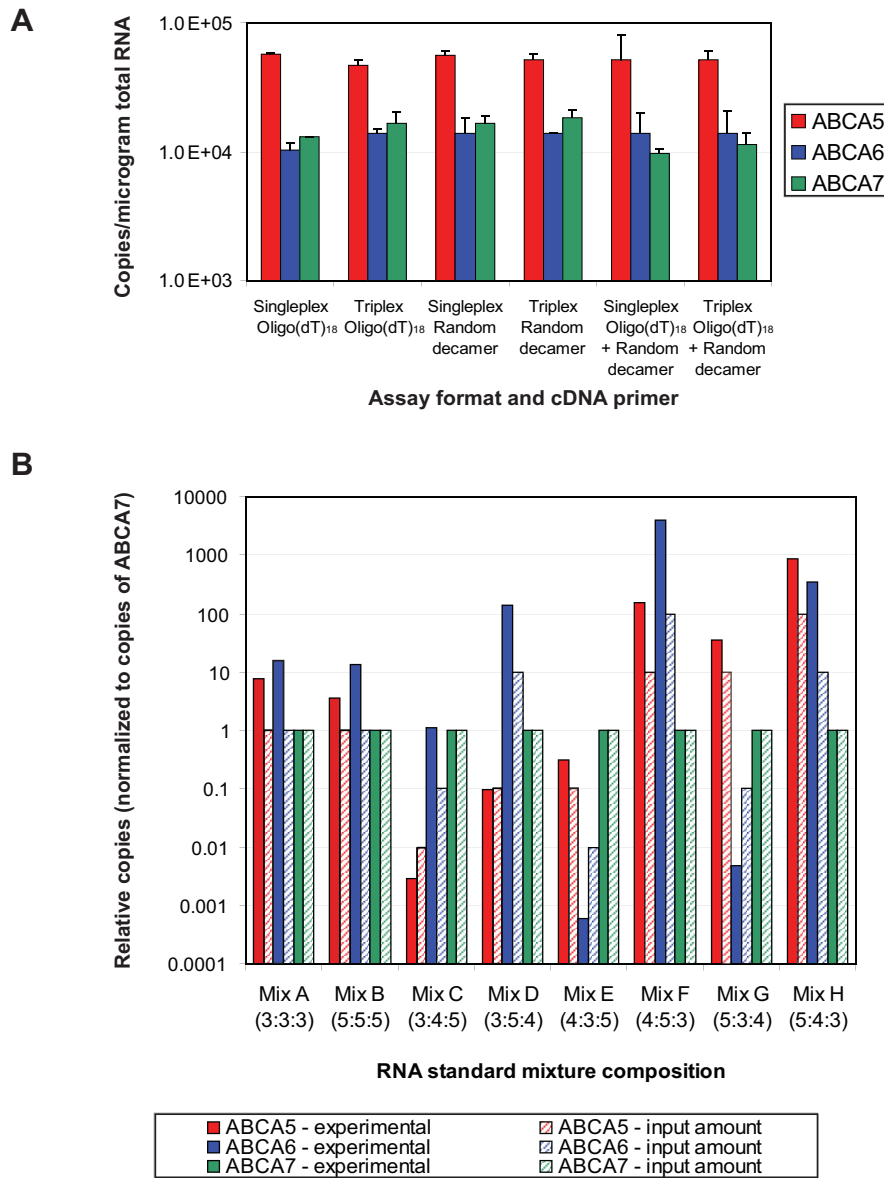 A
Copies/microgram total RNA
1.0 E+05
1.0 E+04
1.0 E+03
Singleplex Oligo(dT)₁₈
Triplex Oligo(dT)₁₈
Singleplex Random decamer
Triplex Random decamer
Singleplex Oligo(dT)₁₈ + Random decamer
Triplex Oligo(dT)₁₈ + Random decamer
Assay format and cDNA primer
ABCA5
ABCA6
ABCA7
B
Relative copies (normalized to copies of ABCA7)
10000
1000
100
10
1
0.1
0.01
0.001
0.0001
Mix A (3:3:3)
Mix B (5:5:5)
Mix C (3:4:5)
Mix D (3:5:4)
Mix E (4:3:5)
Mix F (4:5:3)
Mix G (5:3:4)
Mix H (5:4:3)
RNA standard mixture composition
ABCA5 - experimental
ABCA5 - input amount
ABCA6 - experimental
ABCA6 - input amount
ABCA7 - experimental
ABCA7 - input amount